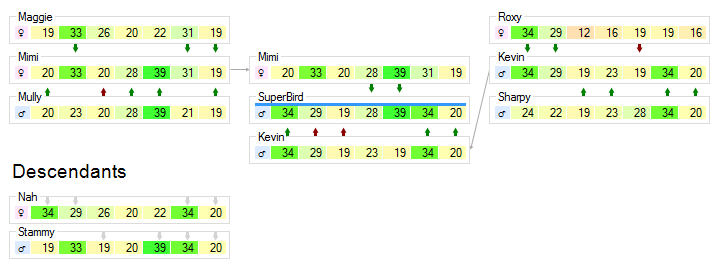 Maggie
♀ 19 33 26 20 22 31 19
Mimi
♀ 20 33 20 28 39 31 19
Mully
♂ 20 23 20 28 39 21 19
Mimi
♀ 20 33 20 28 39 31 19
SuperBird
♂ 34 29 19 28 39 34 20
Kevin
♂ 34 29 19 23 19 34 20
Roxy
♀ 34 29 12 16 19 19 16
Kevin
♂ 34 29 19 23 19 34 20
Sharpy
♂ 24 22 19 23 28 34 20
Descendants
Nah
♀ 34 29 26 20 22 34 20
Stammy
♂ 19 33 19 20 39 34 20